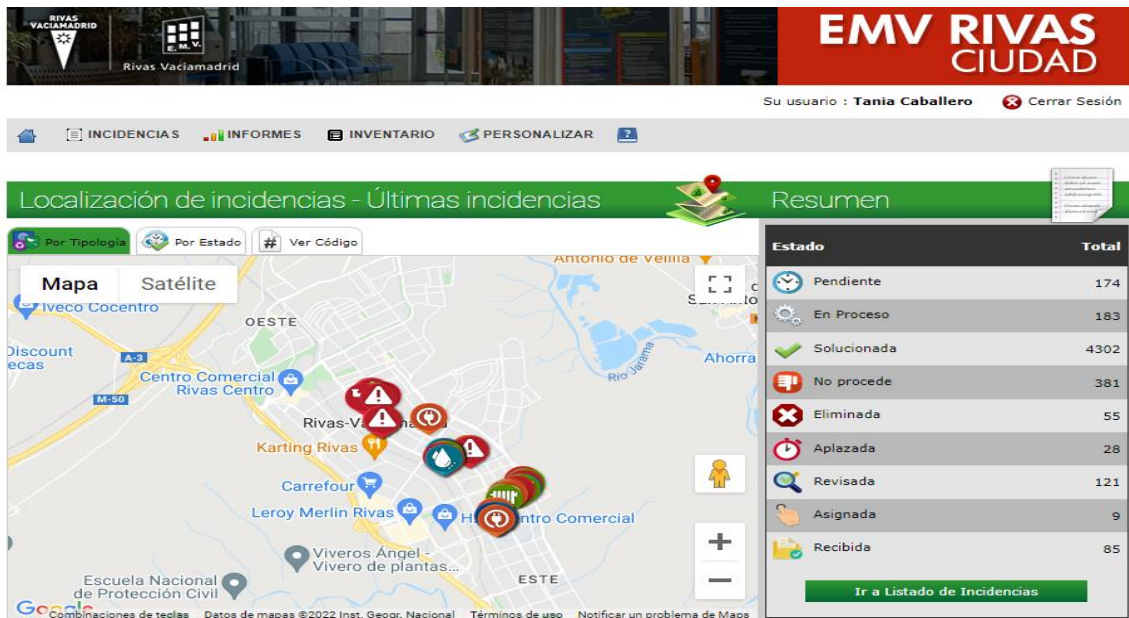 RIVAS
VACIAMADRID
E. M. V.
Rivas Vaciamadrid
EMV RIVAS
CIUDAD
Su usuario : Tania Caballero
Cerrar Sesión
INCIDENCIAS
INFORMES
INVENTARIO
PERSONALIZAR
?
Localización de incidencias - Últimas incidencias
Resumen
Por Tipología
Por Estado
# Ver Código
Mapa Satélite
Antonio de Velilla
Iveco Cocentro
OESTE
Discount
ecas
A-3
Centro Comercial
Rivas Centro
M-50
Río Jarama
Ahorra
Karting Rivas
Carrefour
Leroy Merlin Rivas
Comercial
Viveros Ángel -
Vivero de plantas...
Escuela Nacional
de Protección Civil
ESTE
+
−
Google
Combinaciones de teclas Datos de mapas ©2022 Inst. Geogr. Nacional Términos de uso Notificar un problema de Maps
Estado Total
Pendiente 174
En Proceso 183
Solucionada 4302
No procede 381
Eliminada 55
Aplazada 28
Revisada 121
Asignada 9
Recibida 85
Ir a Listado de Incidencias